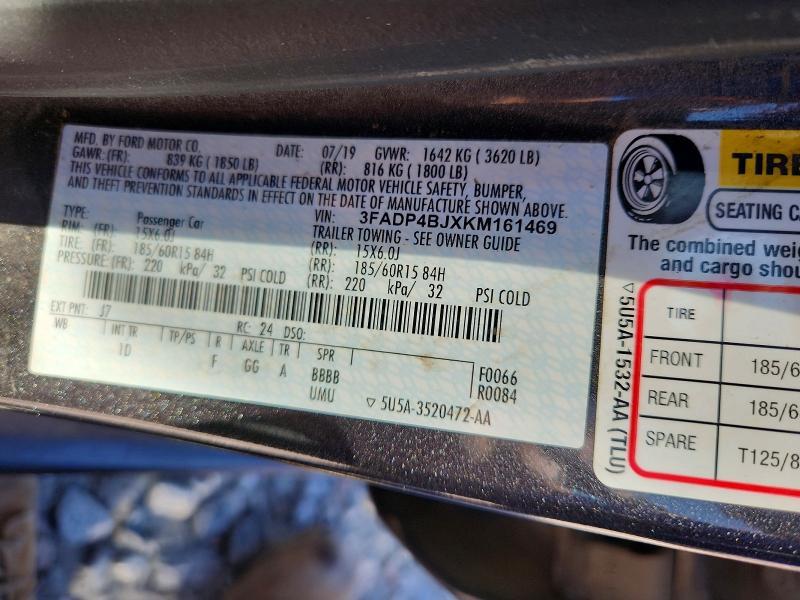 MFD. BY FORD MOTOR CO. DATE: 07/19 GVWR: 1642 KG ( 3620 LB)
GAWR: (FR): 839 KG ( 1850 LB) (RR): 816 KG ( 1800 LB)
THIS VEHICLE CONFORMS TO ALL APPLICABLE FEDERAL MOTOR VEHICLE SAFETY, BUMPER,
AND THEFT PREVENTION STANDARDS IN EFFECT ON THE DATE OF MANUFACTURE SHOWN ABOVE.
VIN: 3FADP4BJXKM161469
TYPE: Passenger Car TRAILER TOWING - SEE OWNER GUIDE
RIM: (FR): 15X6.0J (RR): 15X6.0J
TIRE: (FR): 185/60R15 84H (RR): 185/60R15 84H
PRESSURE: (FR): 220 kPa/ 32 PSI COLD (RR): 220 kPa/ 32 PSI COLD
EXT PNT: J7 RC: 24 DSO:
WB INT TR TP/PS R AXLE TR SPR
1D F GG A BBBB F0066
UMU R0084
▽ 5U5A-3520472-AA
TIRE
SEATING C
The combined weig
and cargo shou
▽5U5A-1532-AA (TLU)
TIRE
FRONT 185/6
REAR 185/6
SPARE T125/8